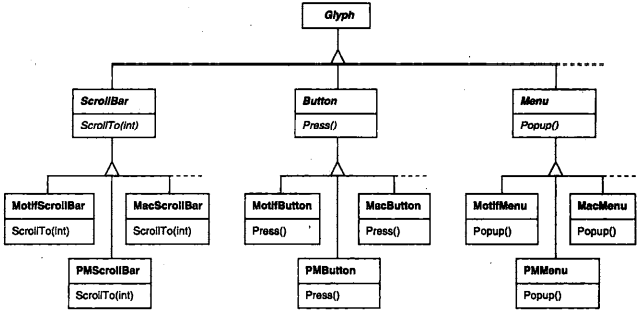 Glyph
ScrollBar
ScrollTo(int)
Button
Press()
Menu
Popup()
MotifScrollBar
ScrollTo(int)
MacScrollBar
ScrollTo(int)
MotifButton
Press()
MacButton
Press()
MotifMenu
Popup()
MacMenu
Popup()
PMScrollBar
ScrollTo(int)
PMButton
Press()
PMMenu
Popup()